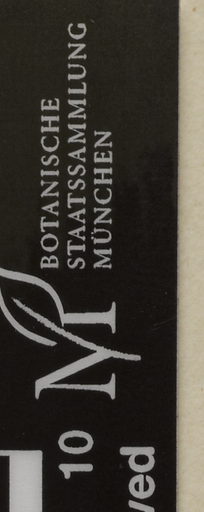 BOTANISCHE
STAATSSAMMLUNG
MÜNCHEN
M
10